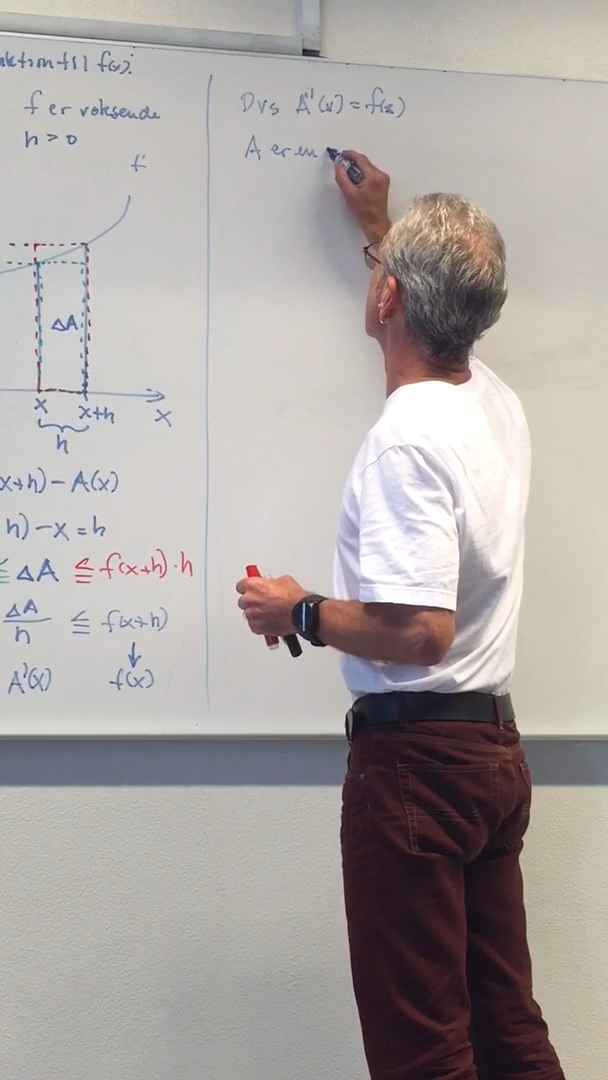 f(x).
f er voksende
h > 0
f
ΔA
x x+h x
h
x+h) - A(x)
h) - x = h
≤ ΔA ≤ f(x+h) · h
ΔA/h ≤ f(x+h)
↓
A'(x) f(x)
Dvs A'(x) = f(x)
A er en